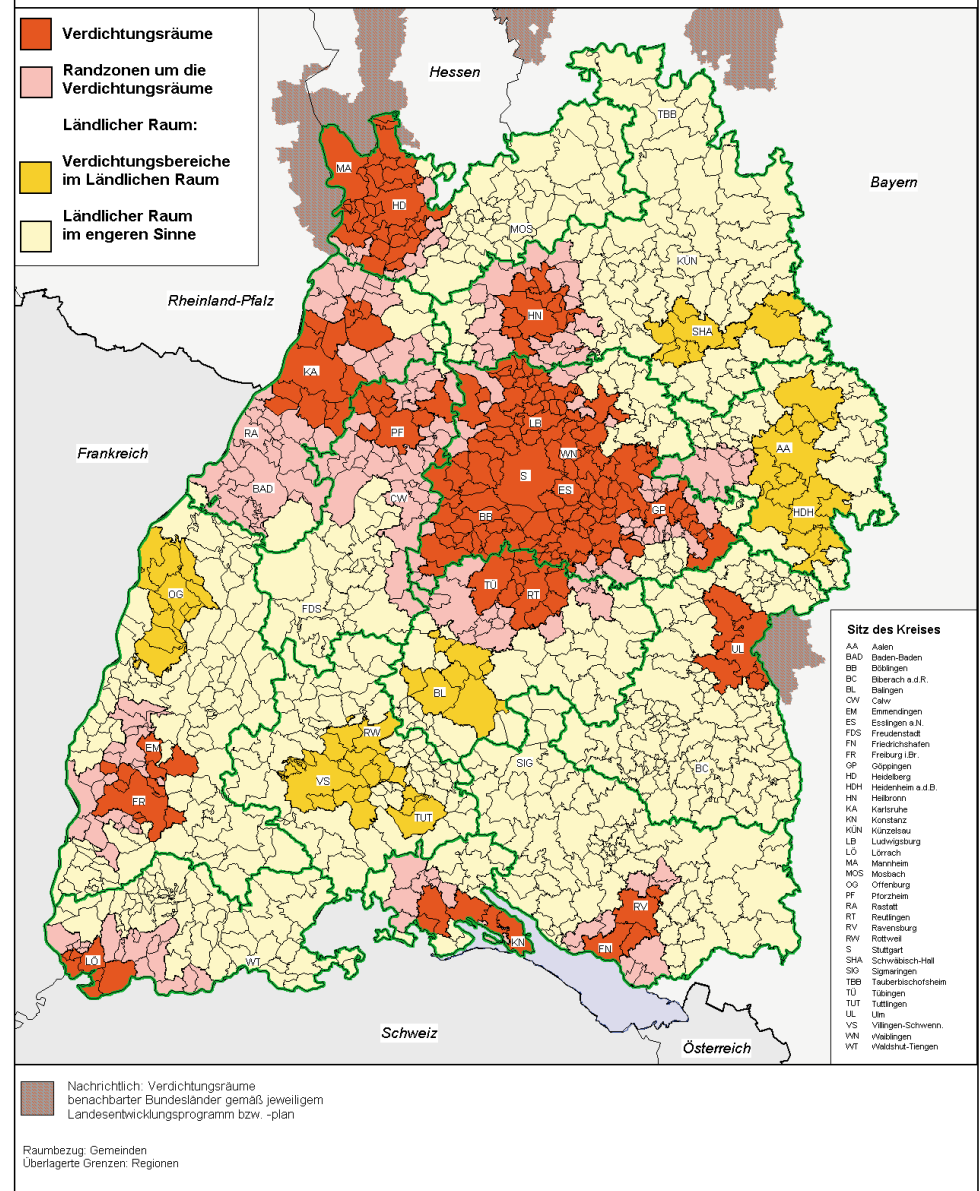 Verdichtungsräume
Randzonen um die
Verdichtungsräume
Ländlicher Raum:
Verdichtungsbereiche
im Ländlichen Raum
Ländlicher Raum
im engeren Sinne
Hessen
Bayern
Rheinland-Pfalz
Frankreich
Schweiz
Österreich
TBB
MA
HD
MOS
KÜN
HN
SHA
KA
LB
PF
RA
WN
AA
BAD
S
CW
ES
GP
HDH
BB
TÜ
RT
OG
FDS
UL
BL
RW
EM
SIG
BC
VS
FR
TUT
RV
KN
FN
LÖ
WT
Sitz des Kreises
AA Aalen
BAD Baden-Baden
BB Böblingen
BC Biberach a.d.R.
BL Balingen
CW Calw
EM Emmendingen
ES Esslingen a.N.
FDS Freudenstadt
FN Friedrichshafen
FR Freiburg i.Br.
GP Göppingen
HD Heidelberg
HDH Heidenheim a.d.B.
HN Heilbronn
KA Karlsruhe
KN Konstanz
KÜN Künzelsau
LB Ludwigsburg
LÖ Lörrach
MA Mannheim
MOS Mosbach
OG Offenburg
PF Pforzheim
RA Rastatt
RT Reutlingen
RV Ravensburg
RW Rottweil
S Stuttgart
SHA Schwäbisch-Hall
SIG Sigmaringen
TBB Tauberbischofsheim
TÜ Tübingen
TUT Tuttlingen
UL Ulm
VS Villingen-Schwenn.
WN Waiblingen
WT Waldshut-Tiengen
Nachrichtlich: Verdichtungsräume
benachbarter Bundesländer gemäß jeweiligem
Landesentwicklungsprogramm bzw. -plan
Raumbezug: Gemeinden
Überlagerte Grenzen: Regionen